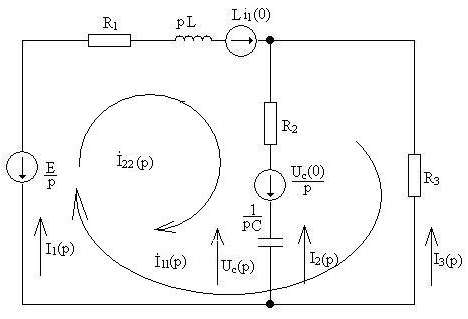 R1
pL
Li1(0)
R2
E/p
İ22(p)
Uc(0)/p
R3
1/pC
I1(p)
İ11(p)
Uc(p)
I2(p)
I3(p)